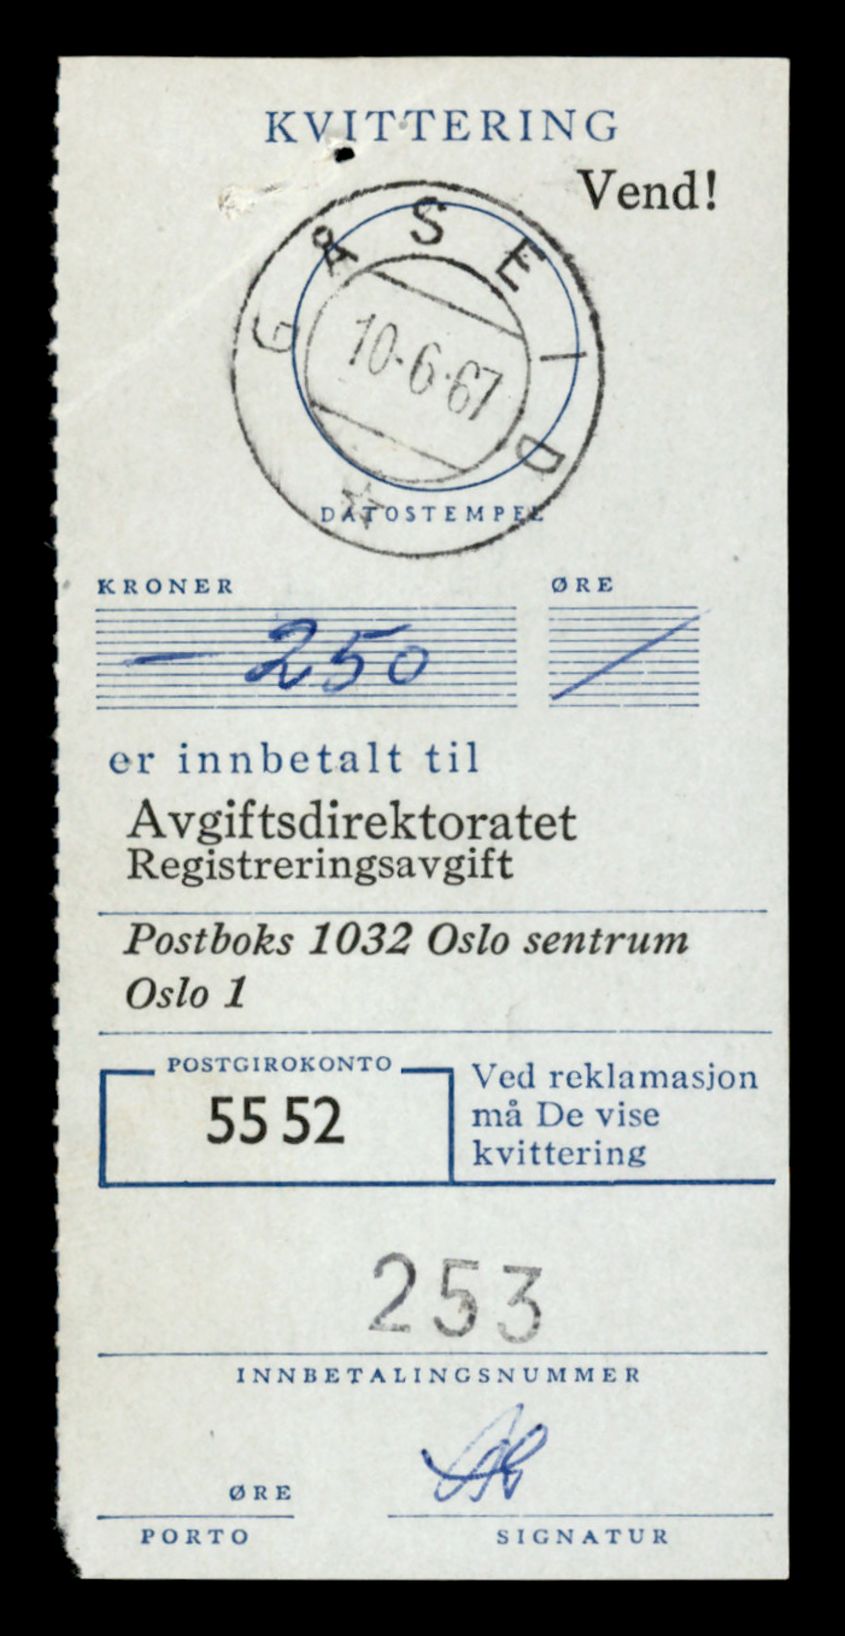 KVITTERING
Vend!
GÅSEID
10-6-67
DATOSTEMPEL
KRONER ØRE
- 250 /
er innbetalt til
Avgiftsdirektoratet
Registreringsavgift
Postboks 1032 Oslo sentrum
Oslo 1
POSTGIROKONTO
55 52
Ved reklamasjon
må De vise
kvittering
253
INNBETALINGSNUMMER
ØRE
PORTO SIGNATUR